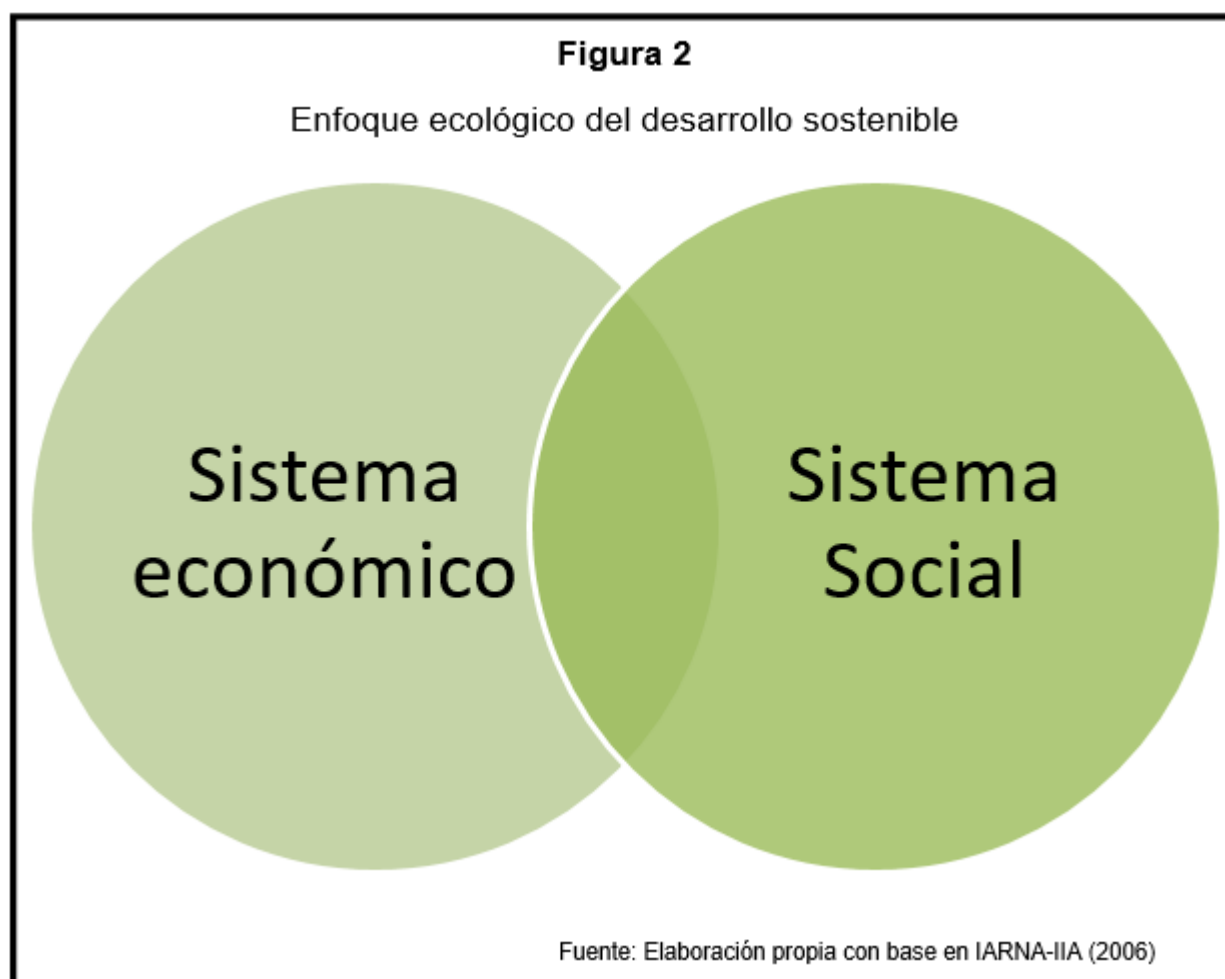 Figura 2
Enfoque ecológico del desarrollo sostenible
Sistema
económico
Sistema
Social
Fuente: Elaboración propia con base en IARNA-IIA (2006)